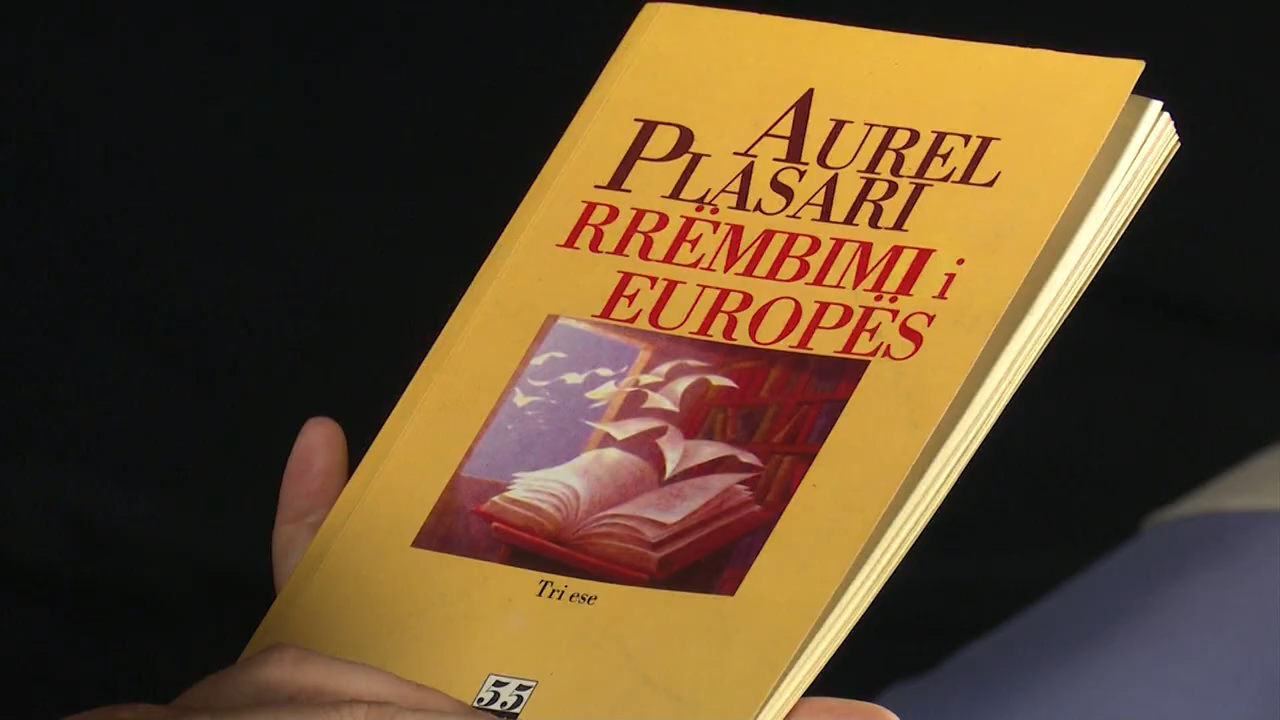 AUREL
PLASARI
RRËMBIMI i
EUROPËS
Tri ese
55